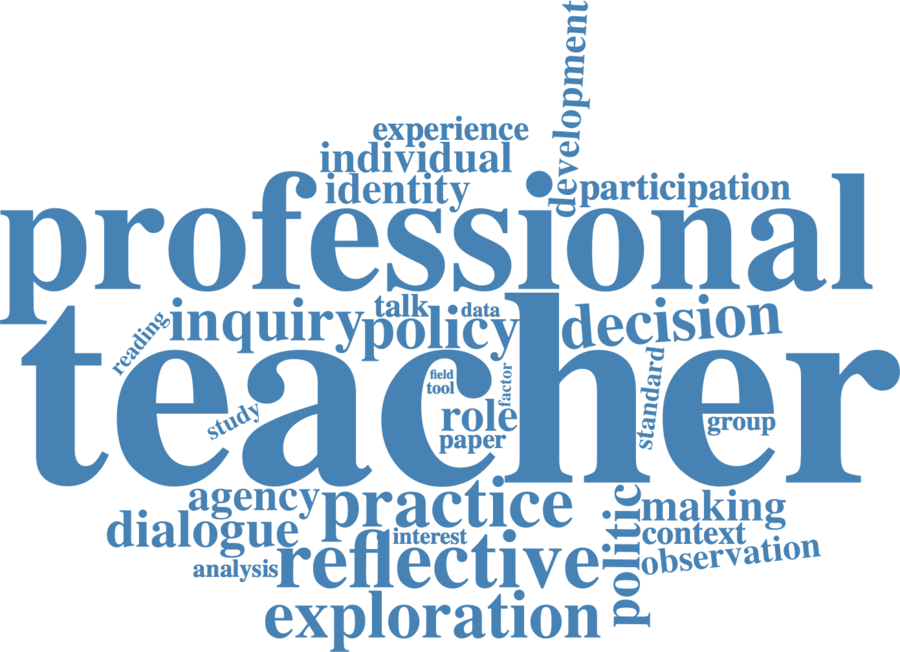 development
experience
individual
identity
participation
professional
reading
inquiry
talk
data
policy
decision
teacher
field
tool
factor
standard
study
role
group
paper
agency
practice
politic
making
dialogue
interest
context
analysis
reflective
observation
exploration